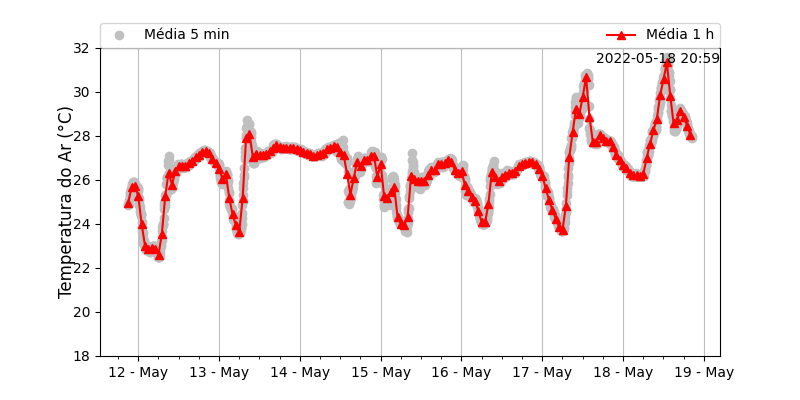 Média 5 min
Média 1 h
2022-05-18 20:59
Temperatura do Ar (°C)
32
30
28
26
24
22
20
18
12 - May
13 - May
14 - May
15 - May
16 - May
17 - May
18 - May
19 - May